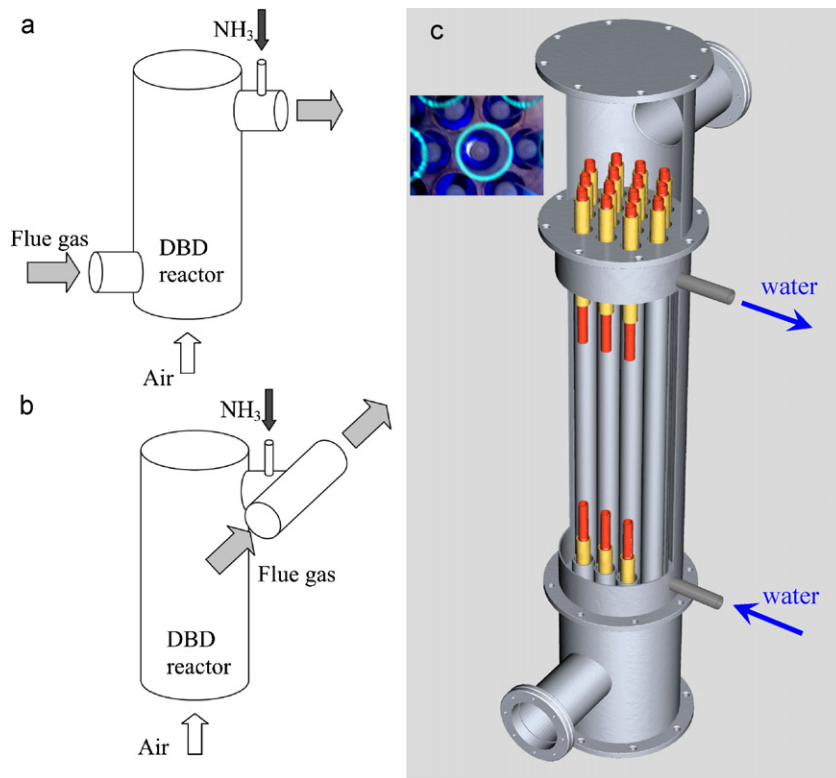 a
NH₃
Flue gas
DBD
reactor
Air
b
NH₃
Flue gas
DBD
reactor
Air
c
water
water